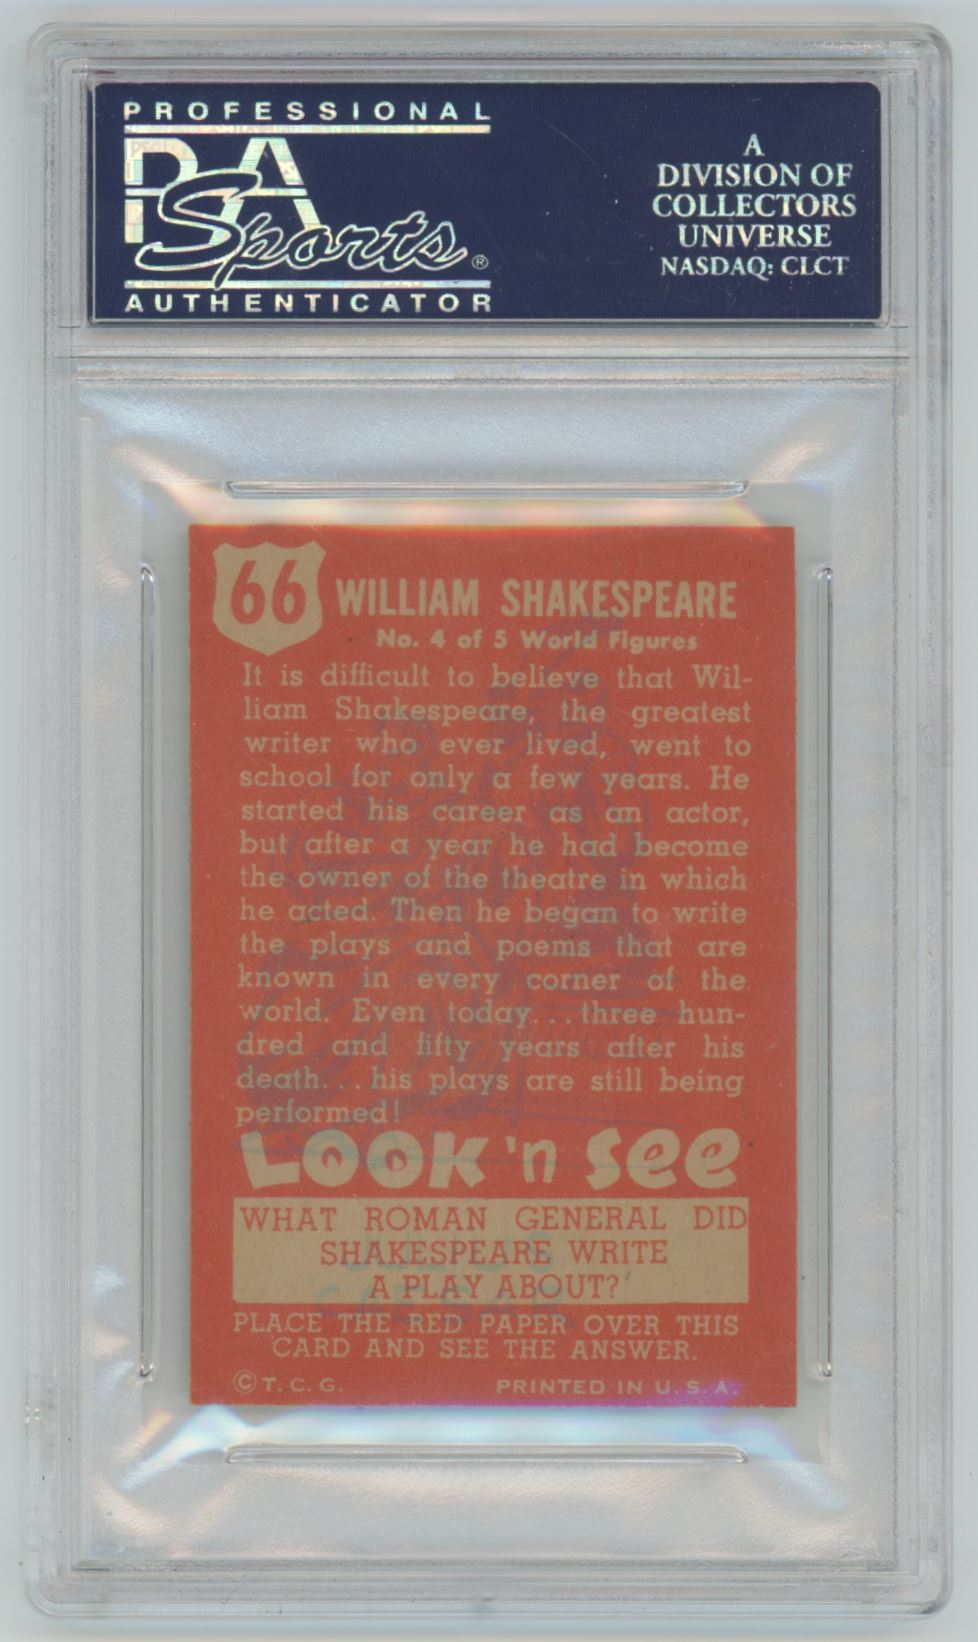 PROFESSIONAL
PSA
Sports®
AUTHENTICATOR
A
DIVISION OF
COLLECTORS
UNIVERSE
NASDAQ: CLCT
66
WILLIAM SHAKESPEARE
No. 4 of 5 World Figures
It is difficult to believe that Wil-
liam Shakespeare, the greatest
writer who ever lived, went to
school for only a few years. He
started his career as an actor,
but after a year he had become
the owner of the theatre in which
he acted. Then he began to write
the plays and poems that are
known in every corner of the
world. Even today...three hun-
dred and fifty years after his
death...his plays are still being
performed!
LOOK 'n See
WHAT ROMAN GENERAL DID
SHAKESPEARE WRITE
A PLAY ABOUT?
JULIUS
CAESAR
PLACE THE RED PAPER OVER THIS
CARD AND SEE THE ANSWER.
© T. C. G.
PRINTED IN U. S. A.